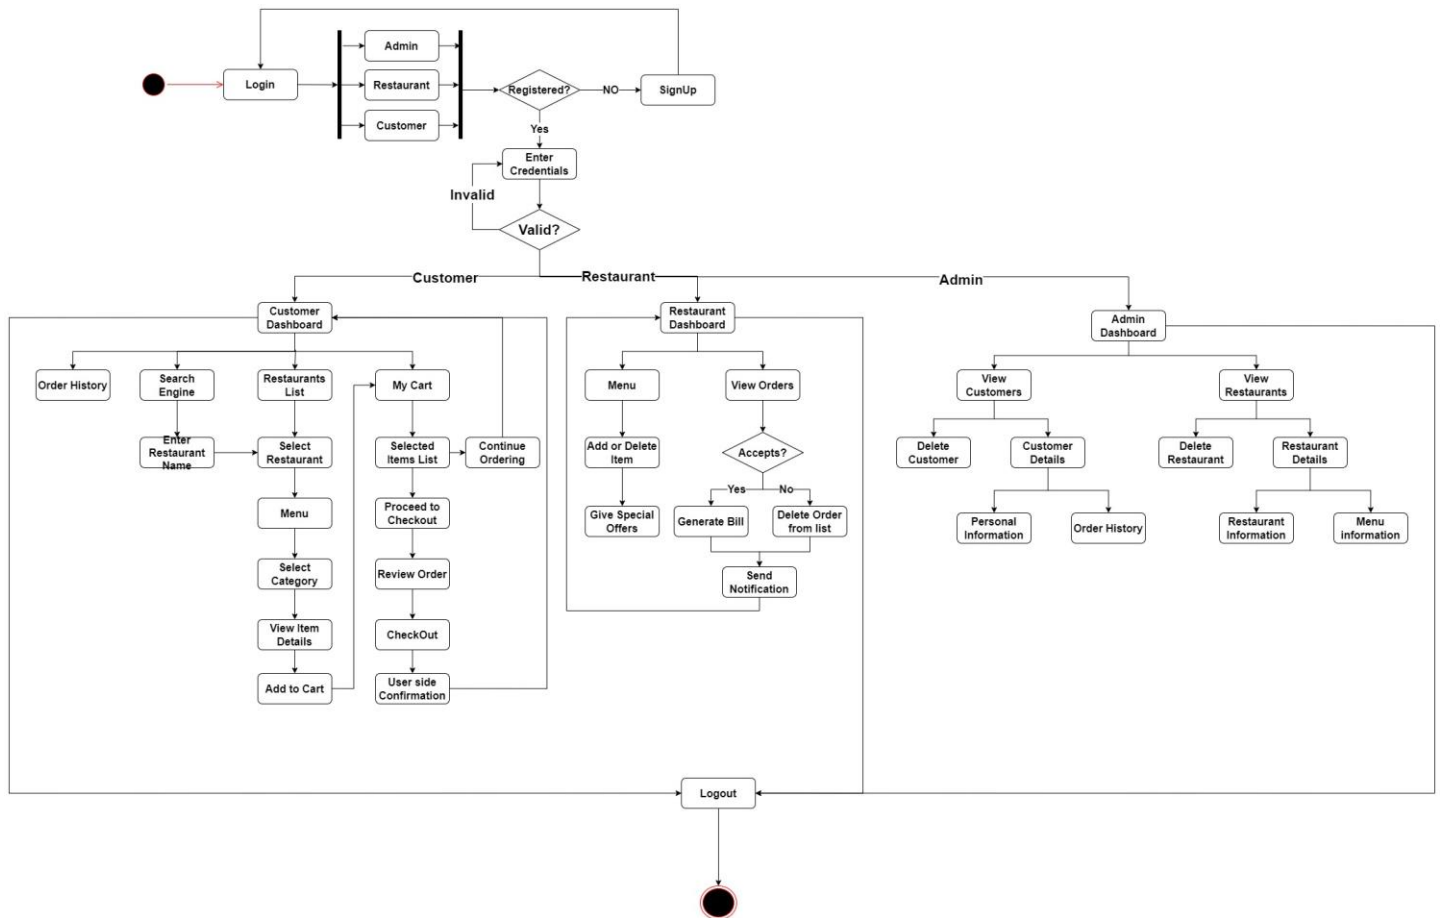 Admin
Login
Restaurant
Registered?
NO
SignUp
Customer
Yes
Enter
Credentials
Invalid
Valid?
Customer
Restaurant
Admin
Customer
Dashboard
Restaurant
Dashboard
Admin
Dashboard
Order History
Search
Engine
Restaurants
List
My Cart
Menu
View Orders
View
Customers
View
Restaurants
Enter
Restaurant
Name
Select
Restaurant
Selected
Items List
Continue
Ordering
Add or Delete
Item
Accepts?
Delete
Customer
Customer
Details
Delete
Restaurant
Restaurant
Details
Yes
No
Menu
Proceed to
Checkout
Give Special
Offers
Generate Bill
Delete Order
from list
Personal
Information
Order History
Restaurant
Information
Menu
information
Select
Category
Review Order
Send
Notification
View Item
Details
CheckOut
Add to Cart
User side
Confirmation
Logout